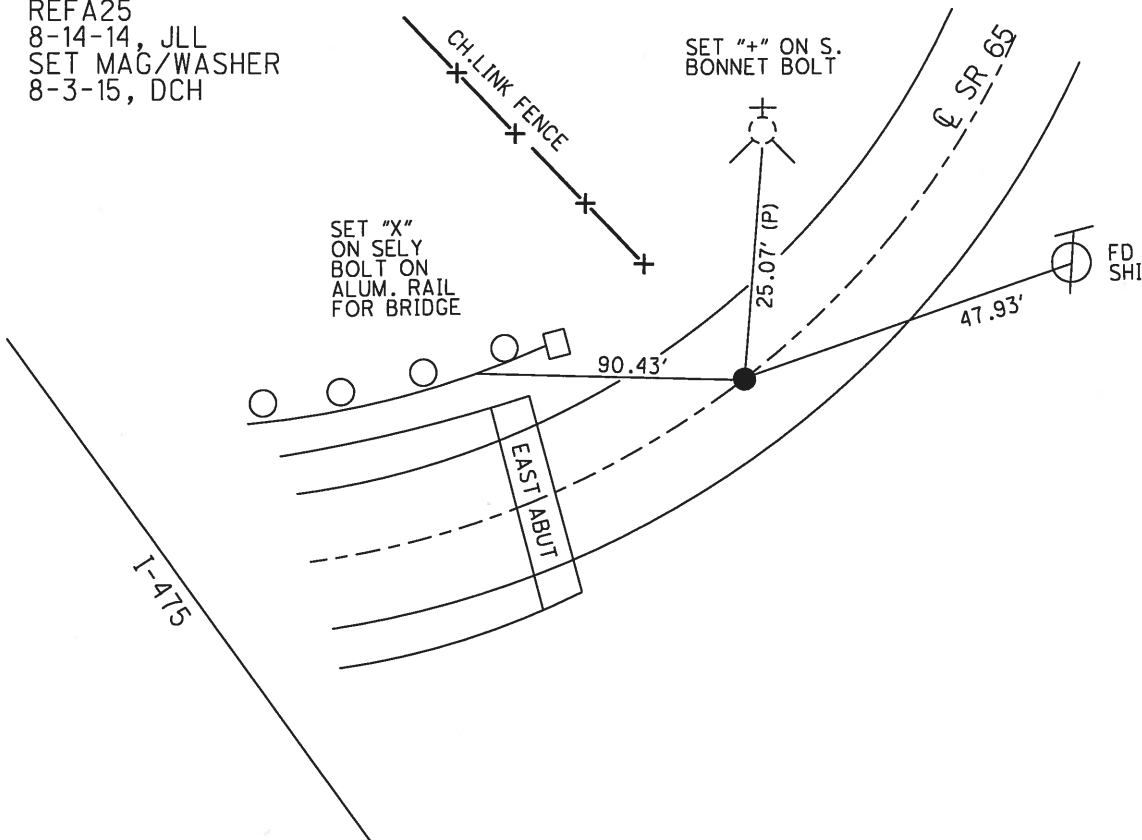 REFA25
8-14-14, JLL
SET MAG/WASHER
8-3-15, DCH
CH.LINK FENCE
SET "+" ON S.
BONNET BOLT
℄ SR 65
SET "X"
ON SELY
BOLT ON
ALUM. RAIL
FOR BRIDGE
25.07' (P)
FD
SHI
47.93'
90.43'
EAST ABUT
I-475